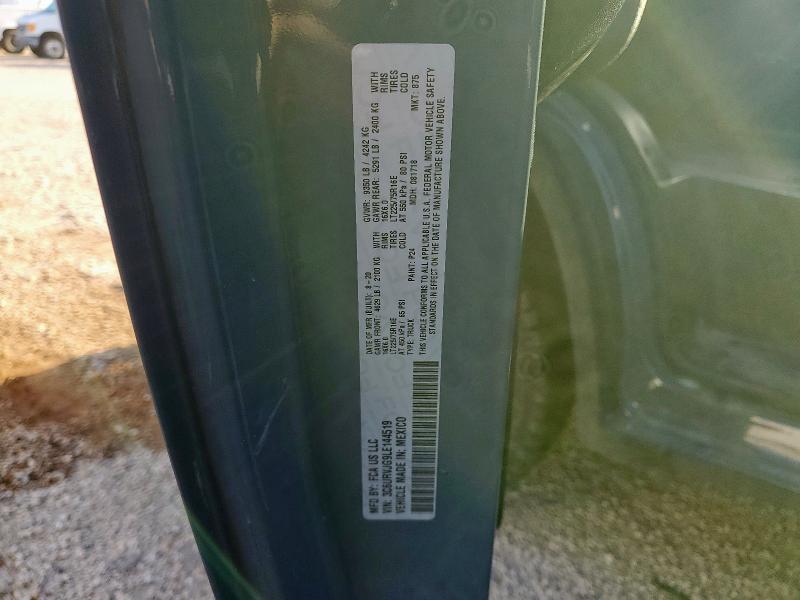 MFD BY: FCA US LLC
VIN: 3C6URVJG9LE144519
VEHICLE MADE IN: MEXICO
DATE OF MFR (BUILT): 8-20 GVWR: 9350 LB / 4242 KG
GAWR FRONT: 4629 LB / 2100 KG WITH GAWR REAR: 5291 LB / 2400 KG WITH
16X6.0 RIMS 16X6.0 RIMS
LT225/75R16E TIRES LT225/75R16E TIRES
AT 450 kPa / 65 PSI COLD AT 550 kPa / 80 PSI COLD
TYPE: TRUCK PAINT: P24 MDH: 081718 MKT: 875
THIS VEHICLE CONFORMS TO ALL APPLICABLE U.S.A. FEDERAL MOTOR VEHICLE SAFETY
STANDARDS IN EFFECT ON THE DATE OF MANUFACTURE SHOWN ABOVE.